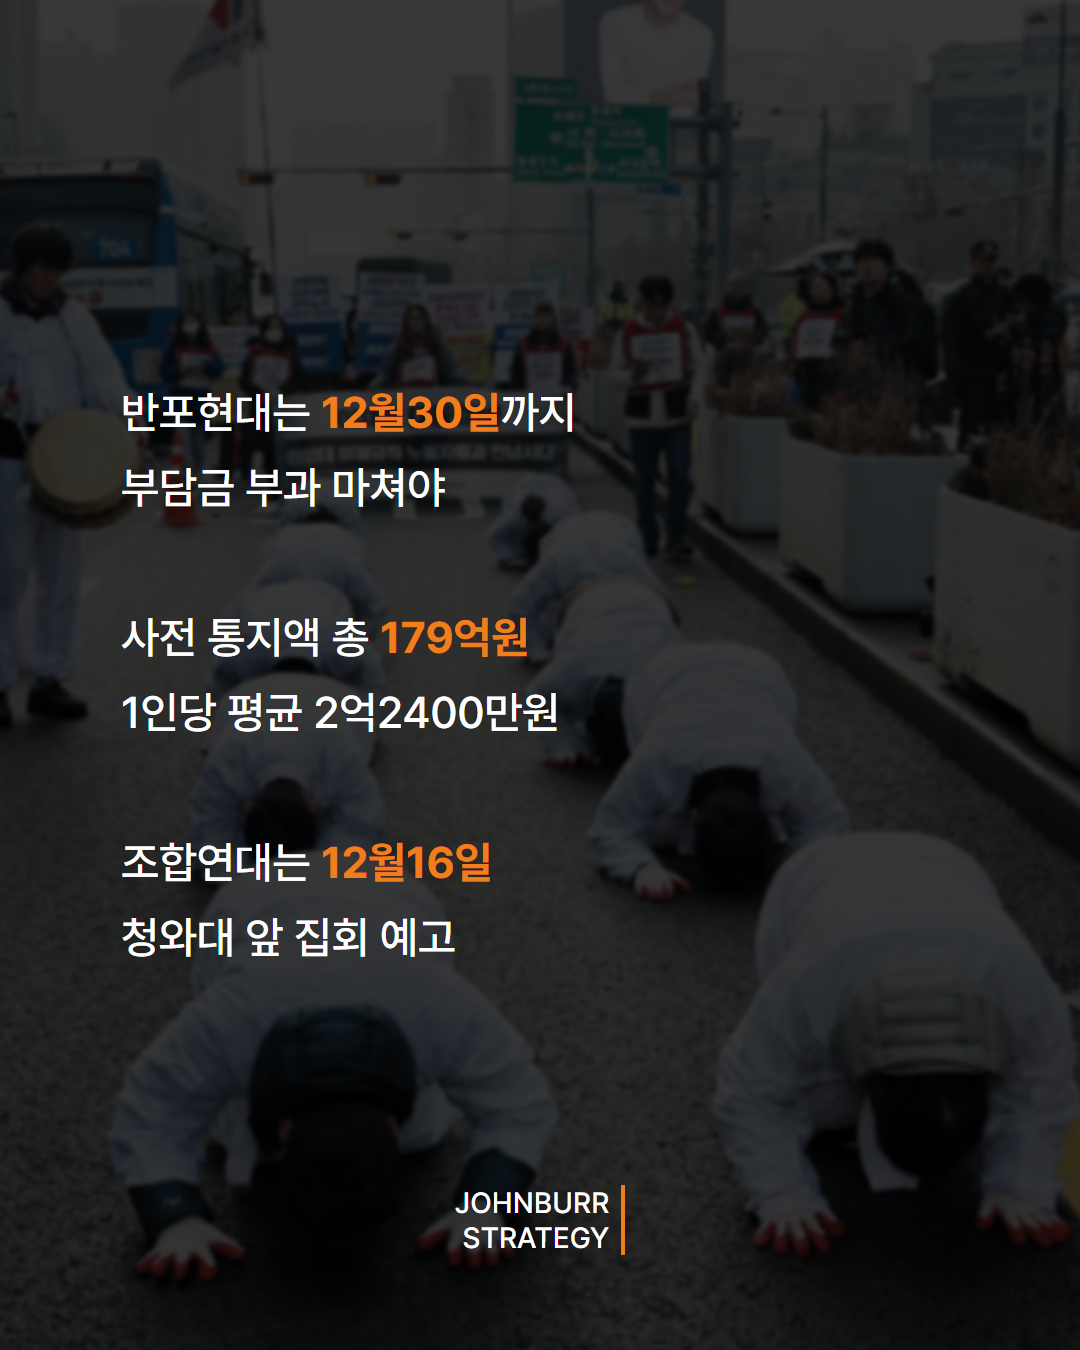 704
반포현대는 12월30일까지
부담금 부과 마쳐야
사전 통지액 총 179억원
1인당 평균 2억2400만원
조합연대는 12월16일
청와대 앞 집회 예고
JOHNBURR
STRATEGY